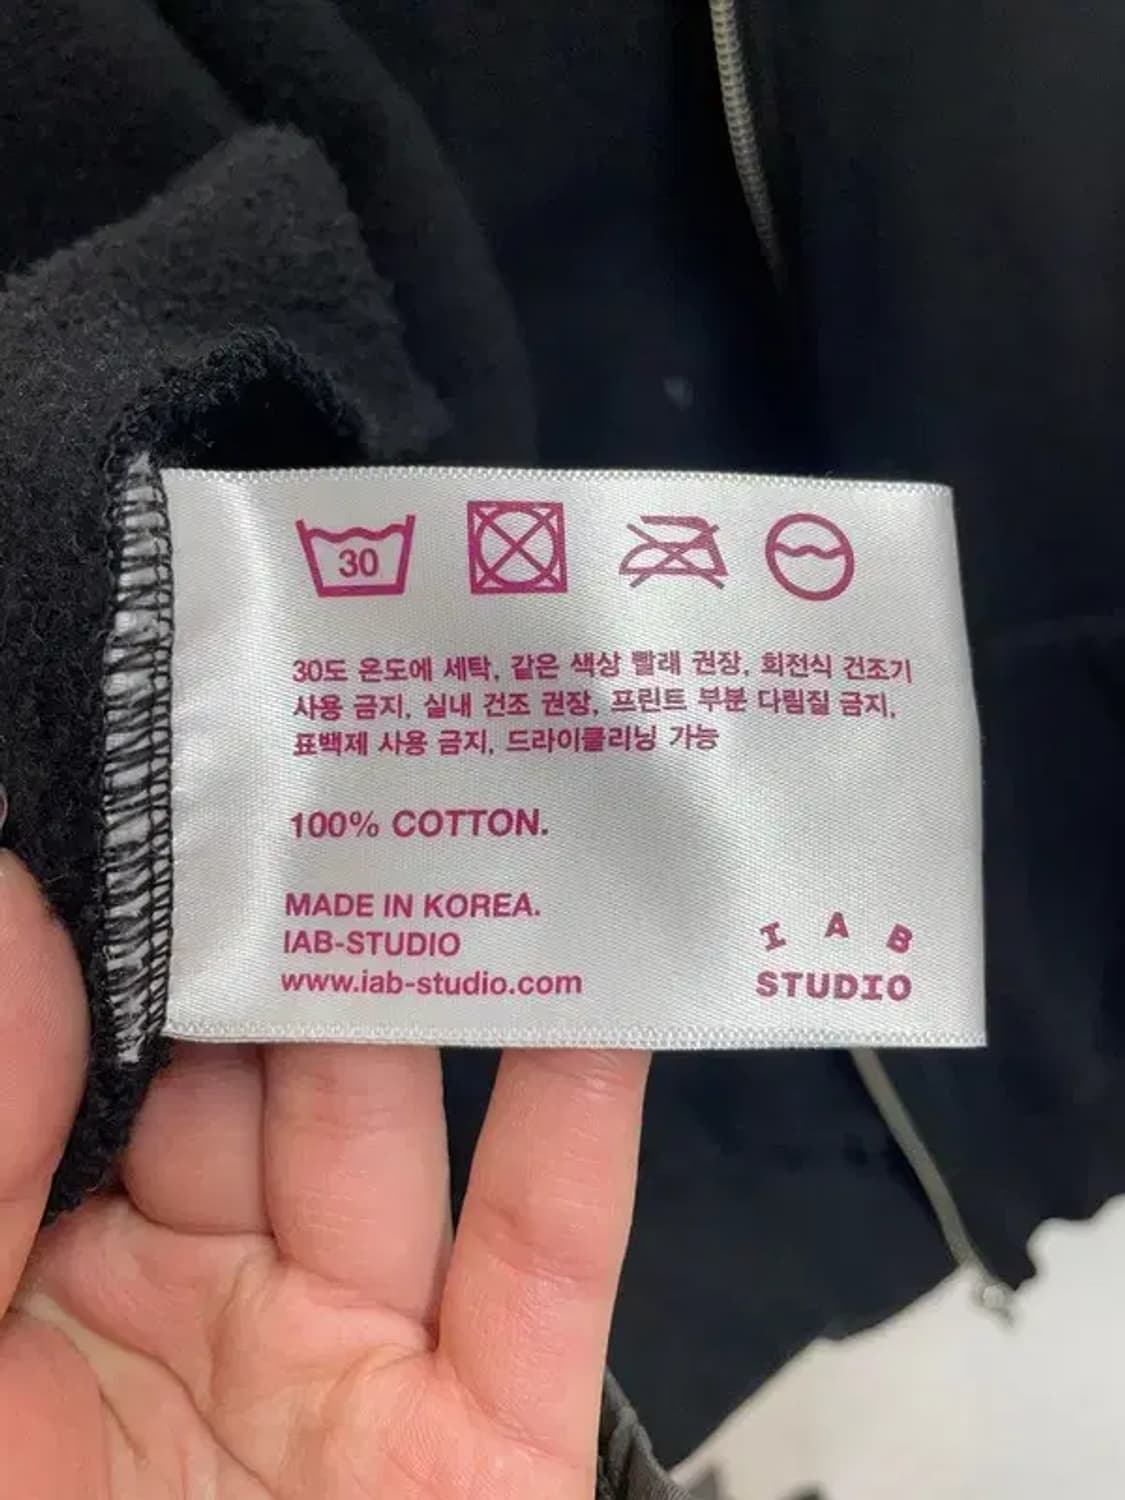 30
30도 온도에 세탁, 같은 색상 빨래 권장, 회전식 건조기
사용 금지, 실내 건조 권장, 프린트 부분 다림질 금지,
표백제 사용 금지, 드라이클리닝 가능
100% COTTON.
MADE IN KOREA.
IAB-STUDIO
www.iab-studio.com
I A B
STUDIO